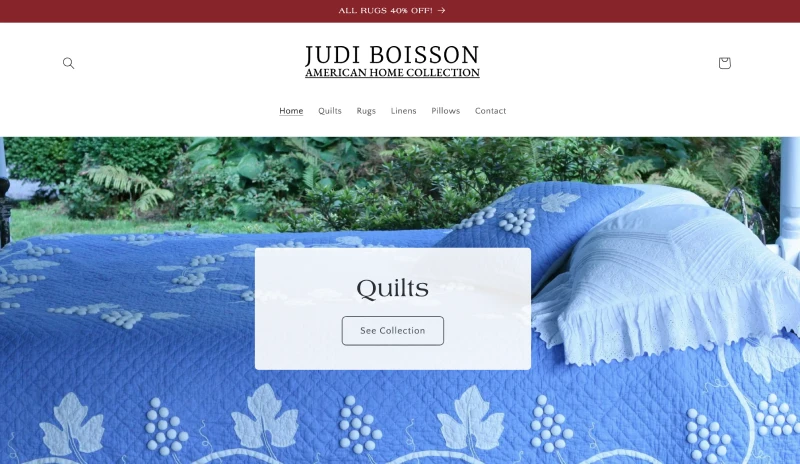 ALL RUGS 40% OFF! →
JUDI BOISSON
AMERICAN HOME COLLECTION
Home Quilts Rugs Linens Pillows Contact
Quilts
See Collection